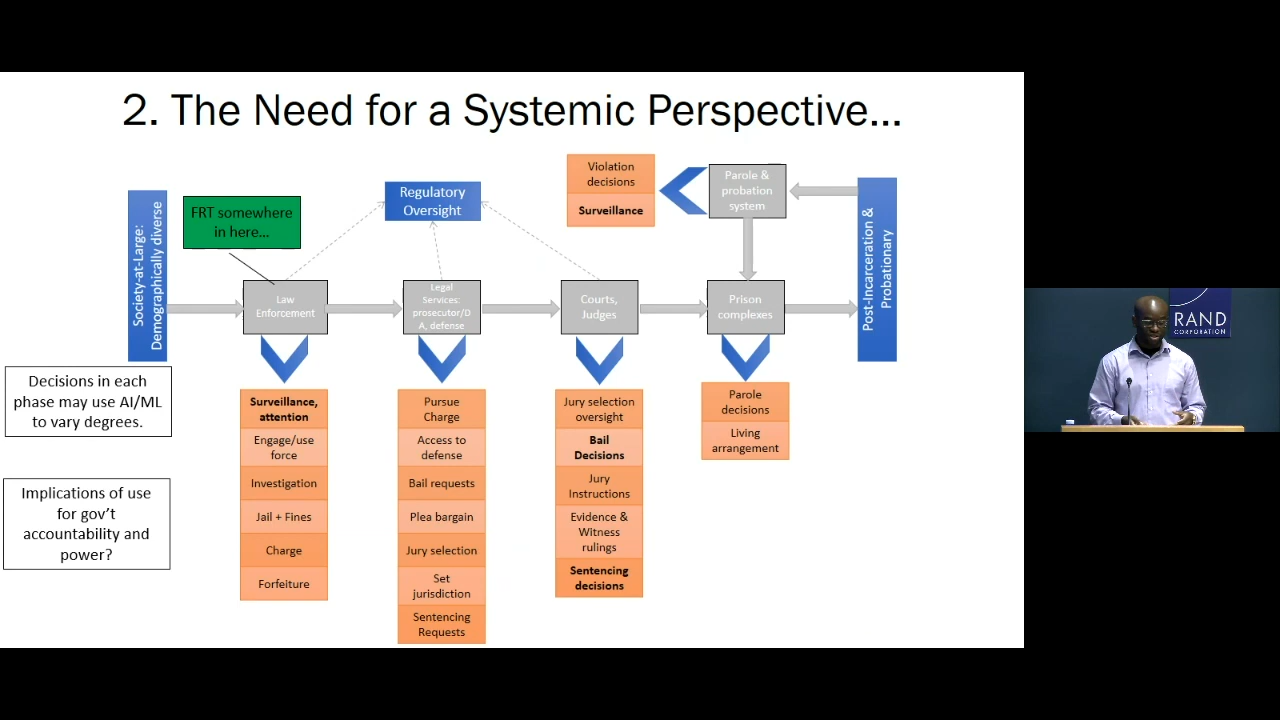 2. The Need for a Systemic Perspective...
Violation
decisions
Surveillance
Parole &
probation
system
Regulatory
Oversight
FRT somewhere
in here...
Society-at-Large:
Demographically diverse
Law
Enforcement
Legal
Services:
prosecutor/D
A, defense
Courts,
Judges
Prison
complexes
Post-Incarceration &
Probationary
Decisions in each
phase may use AI/ML
to vary degrees.
Implications of use
for gov't
accountability and
power?
Surveillance,
attention
Engage/use
force
Investigation
Jail + Fines
Charge
Forfeiture
Pursue
Charge
Access to
defense
Bail requests
Plea bargain
Jury selection
Set
jurisdiction
Sentencing
Requests
Jury selection
oversight
Bail
Decisions
Jury
Instructions
Evidence &
Witness
rulings
Sentencing
decisions
Parole
decisions
Living
arrangement
RAND
CORPORATION